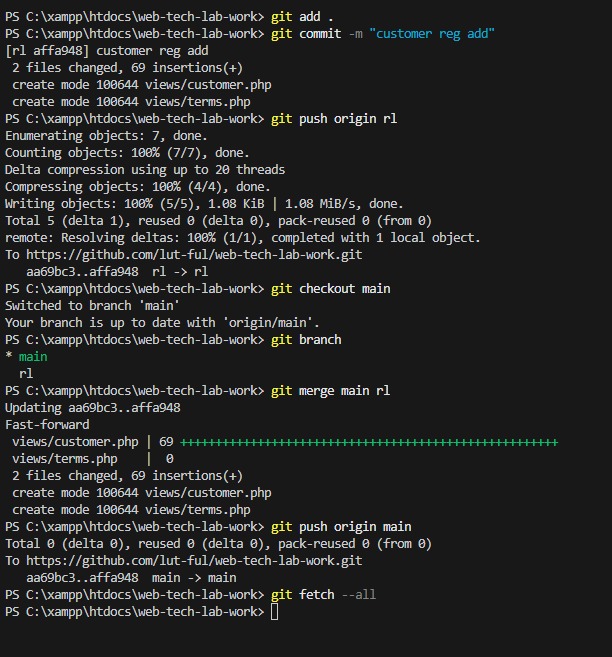 PS C:\xampp\htdocs\web-tech-lab-work> git add .
PS C:\xampp\htdocs\web-tech-lab-work> git commit -m "customer reg add"
[rl affa948] customer reg add
 2 files changed, 69 insertions(+)
 create mode 100644 views/customer.php
 create mode 100644 views/terms.php
PS C:\xampp\htdocs\web-tech-lab-work> git push origin rl
Enumerating objects: 7, done.
Counting objects: 100% (7/7), done.
Delta compression using up to 20 threads
Compressing objects: 100% (4/4), done.
Writing objects: 100% (5/5), 1.08 KiB | 1.08 MiB/s, done.
Total 5 (delta 1), reused 0 (delta 0), pack-reused 0 (from 0)
remote: Resolving deltas: 100% (1/1), completed with 1 local object.
To https://github.com/lut-ful/web-tech-lab-work.git
   aa69bc3..affa948  rl -> rl
PS C:\xampp\htdocs\web-tech-lab-work> git checkout main
Switched to branch 'main'
Your branch is up to date with 'origin/main'.
PS C:\xampp\htdocs\web-tech-lab-work> git branch
* main
  rl
PS C:\xampp\htdocs\web-tech-lab-work> git merge main rl
Updating aa69bc3..affa948
Fast-forward
 views/customer.php | 69 ++++++++++++++++++++++++++++++++++++++++++++++++++++++
 views/terms.php    |  0
 2 files changed, 69 insertions(+)
 create mode 100644 views/customer.php
 create mode 100644 views/terms.php
PS C:\xampp\htdocs\web-tech-lab-work> git push origin main
Total 0 (delta 0), reused 0 (delta 0), pack-reused 0 (from 0)
To https://github.com/lut-ful/web-tech-lab-work.git
   aa69bc3..affa948  main -> main
PS C:\xampp\htdocs\web-tech-lab-work> git fetch --all
PS C:\xampp\htdocs\web-tech-lab-work>